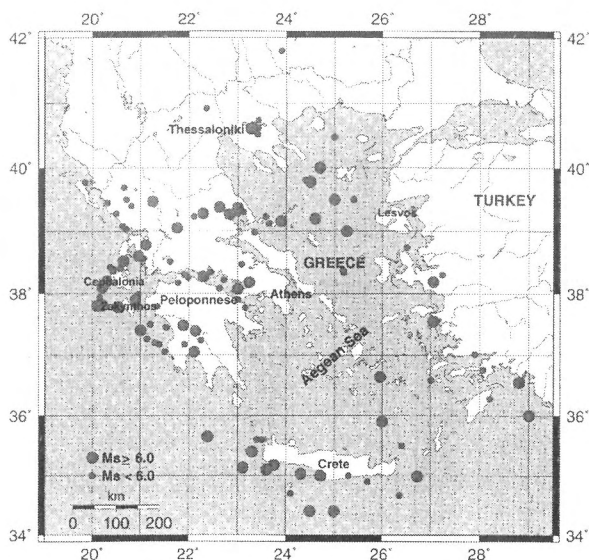 20° 22° 24° 26° 28°
42° 42°
Thessaloniki
40° 40°
Lesvos
TURKEY
GREECE
Cephalonia
38° 38°
Zakynthos Peloponnese Athens
Aegean Sea
36° 36°
Ms ≥ 6.0
Ms < 6.0
Crete
km
0 100 200
34° 34°
20° 22° 24° 26° 28°